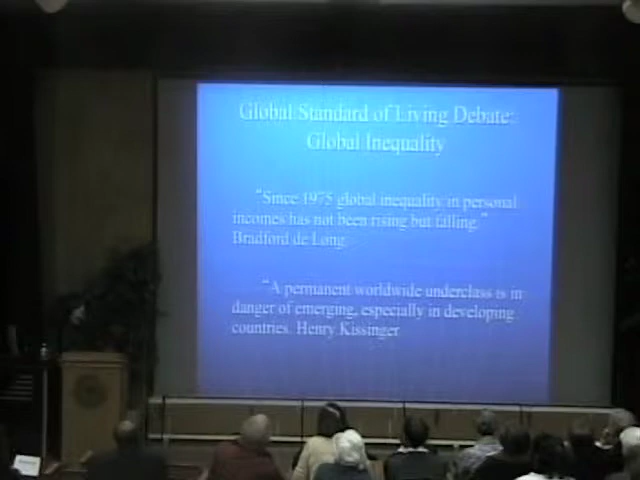 Global Standard of Living Debate:
Global Inequality
"Since 1975 global inequality in personal
incomes has not been rising but falling."
Bradford de Long
"A permanent worldwide underclass is in
danger of emerging, especially in developing
countries. Henry Kissinger